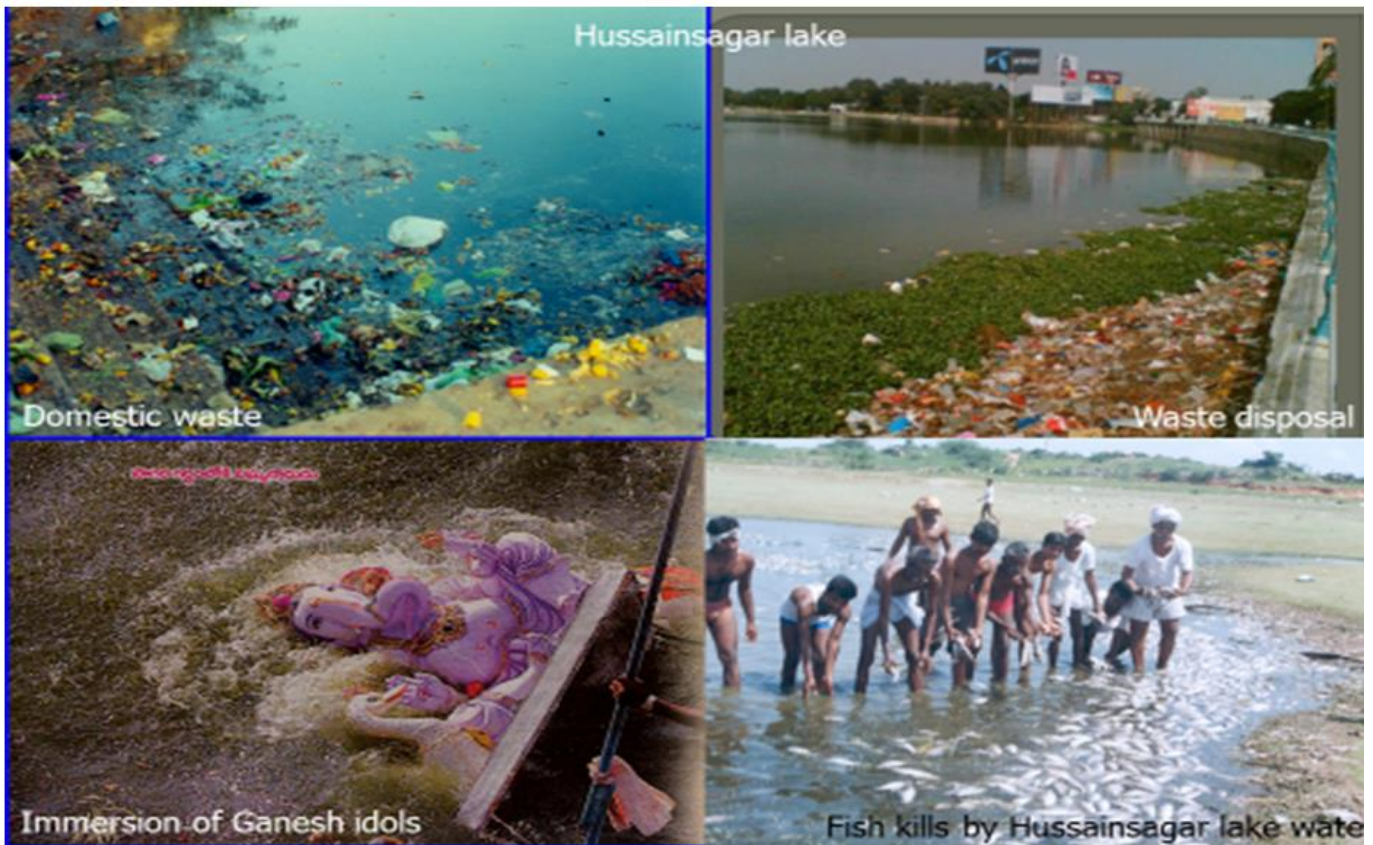 Hussainsagar lake
Domestic waste
Waste disposal
Immersion of Ganesh idols
Fish kills by Hussainsagar lake wate